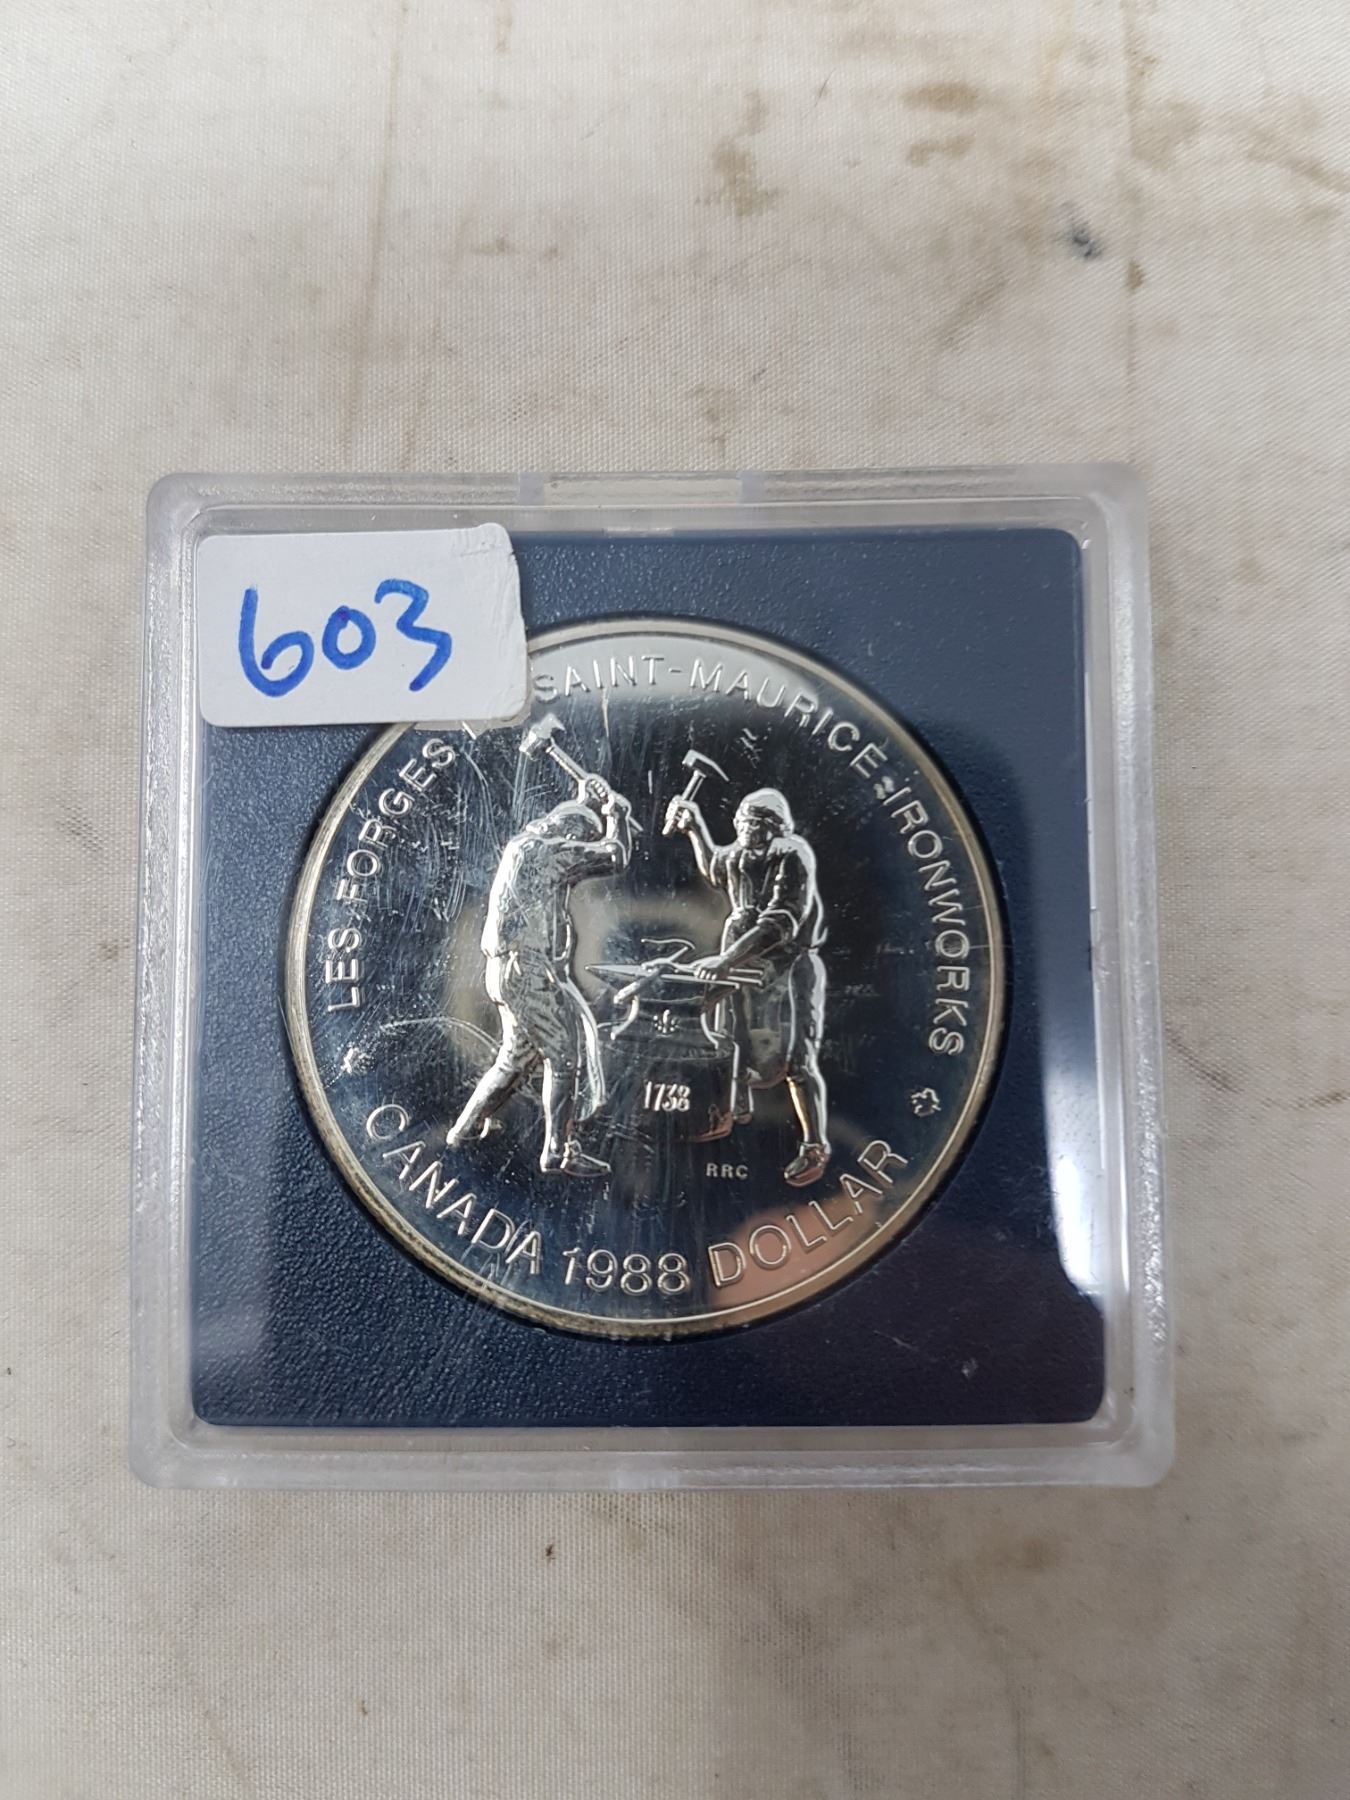 603
LES FORGES SAINT-MAURICE IRONWORKS
1738
RRC
CANADA 1988 DOLLAR